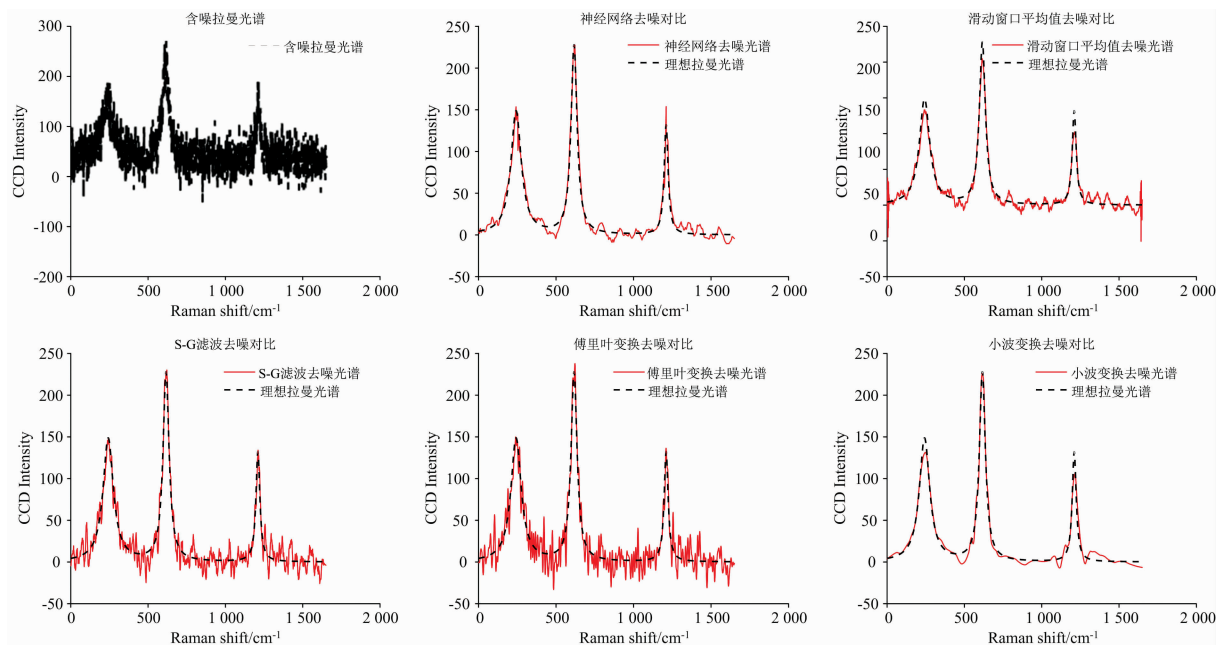 含噪拉曼光谱
含噪拉曼光谱
300
200
100
0
-100
-200
CCD Intensity
0
500
1 000
1 500
2 000
Raman shift/cm-1
神经网络去噪对比
神经网络去噪光谱
理想拉曼光谱
250
200
150
100
50
0
-50
CCD Intensity
0
500
1 000
1 500
2 000
Raman shift/cm-1
滑动窗口平均值去噪对比
滑动窗口平均值去噪光谱
理想拉曼光谱
250
200
150
100
50
0
-50
CCD Intensity
0
500
1 000
1 500
2 000
Raman shift/cm-1
S-G滤波去噪对比
S-G滤波去噪光谱
理想拉曼光谱
250
200
150
100
50
0
-50
CCD Intensity
0
500
1 000
1 500
2 000
Raman shift/cm-1
傅里叶变换去噪对比
傅里叶变换去噪光谱
理想拉曼光谱
250
200
150
100
50
0
-50
CCD Intensity
0
500
1 000
1 500
2 000
Raman shift/cm-1
小波变换去噪对比
小波变换去噪光谱
理想拉曼光谱
250
200
150
100
50
0
-50
CCD Intensity
0
500
1 000
1 500
2 000
Raman shift/cm-1